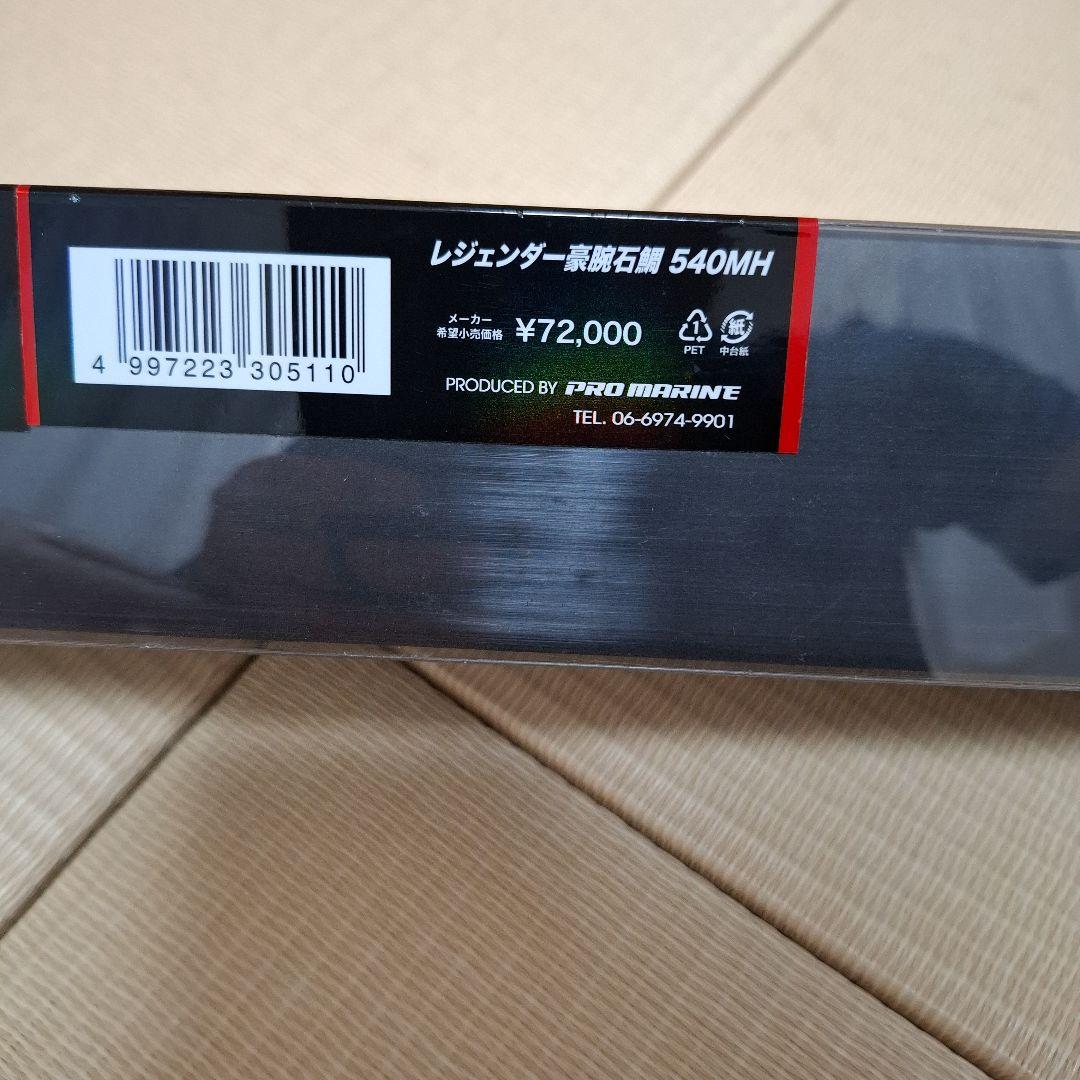 レジェンダー豪腕石鯛 540MH
メーカー
希望小売価格 ¥72,000
1
PET
紙
中台紙
PRODUCED BY PRO MARINE
TEL. 06-6974-9901
4 997223 305110